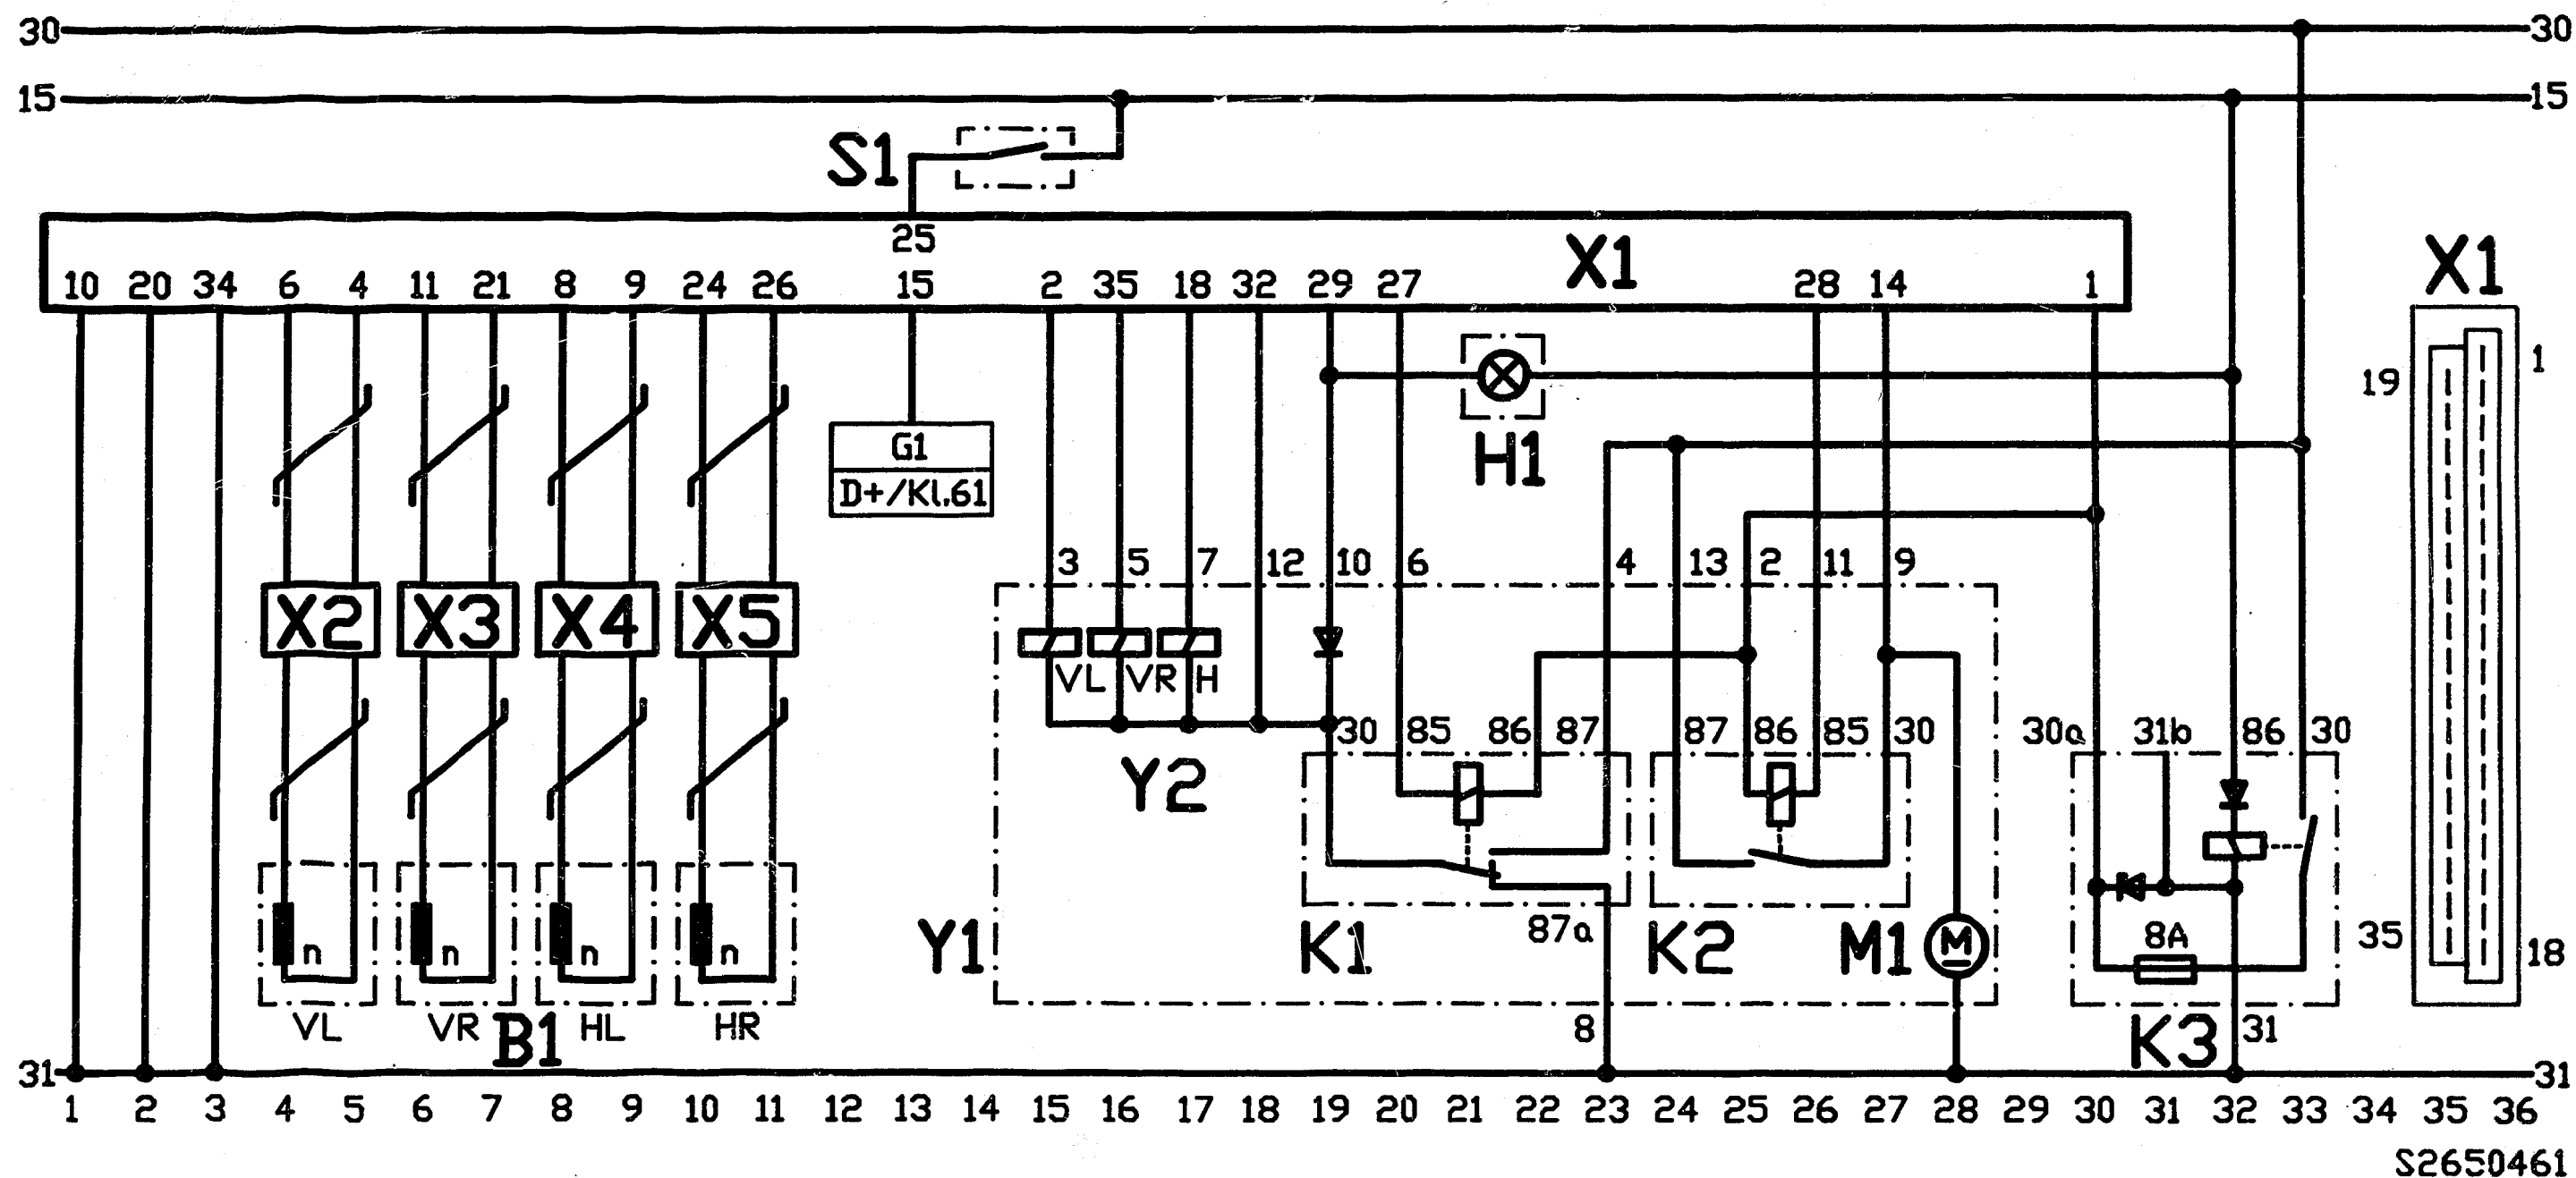 30 30
15 15
S1
25
10 20 34 6 4 11 21 8 9 24 26 15 2 35 18 32 29 27 X1 28 14 1
X1
1
19
H1
G1
D+/Kl.61
3 5 7 12 10 6 4 13 2 11 9
X2 X3 X4 X5
VL VR H
30 85 86 87 87 86 85 30 30a 31b 86 30
Y2
n n n n
Y1 K1 87a K2 M1 M 8A 35 18
VL VR B1 HL HR
8 K3 31
31 31
1 2 3 4 5 6 7 8 9 10 11 12 13 14 15 16 17 18 19 20 21 22 23 24 25 26 27 28 29 30 31 32 33 34 35 36
S2650461